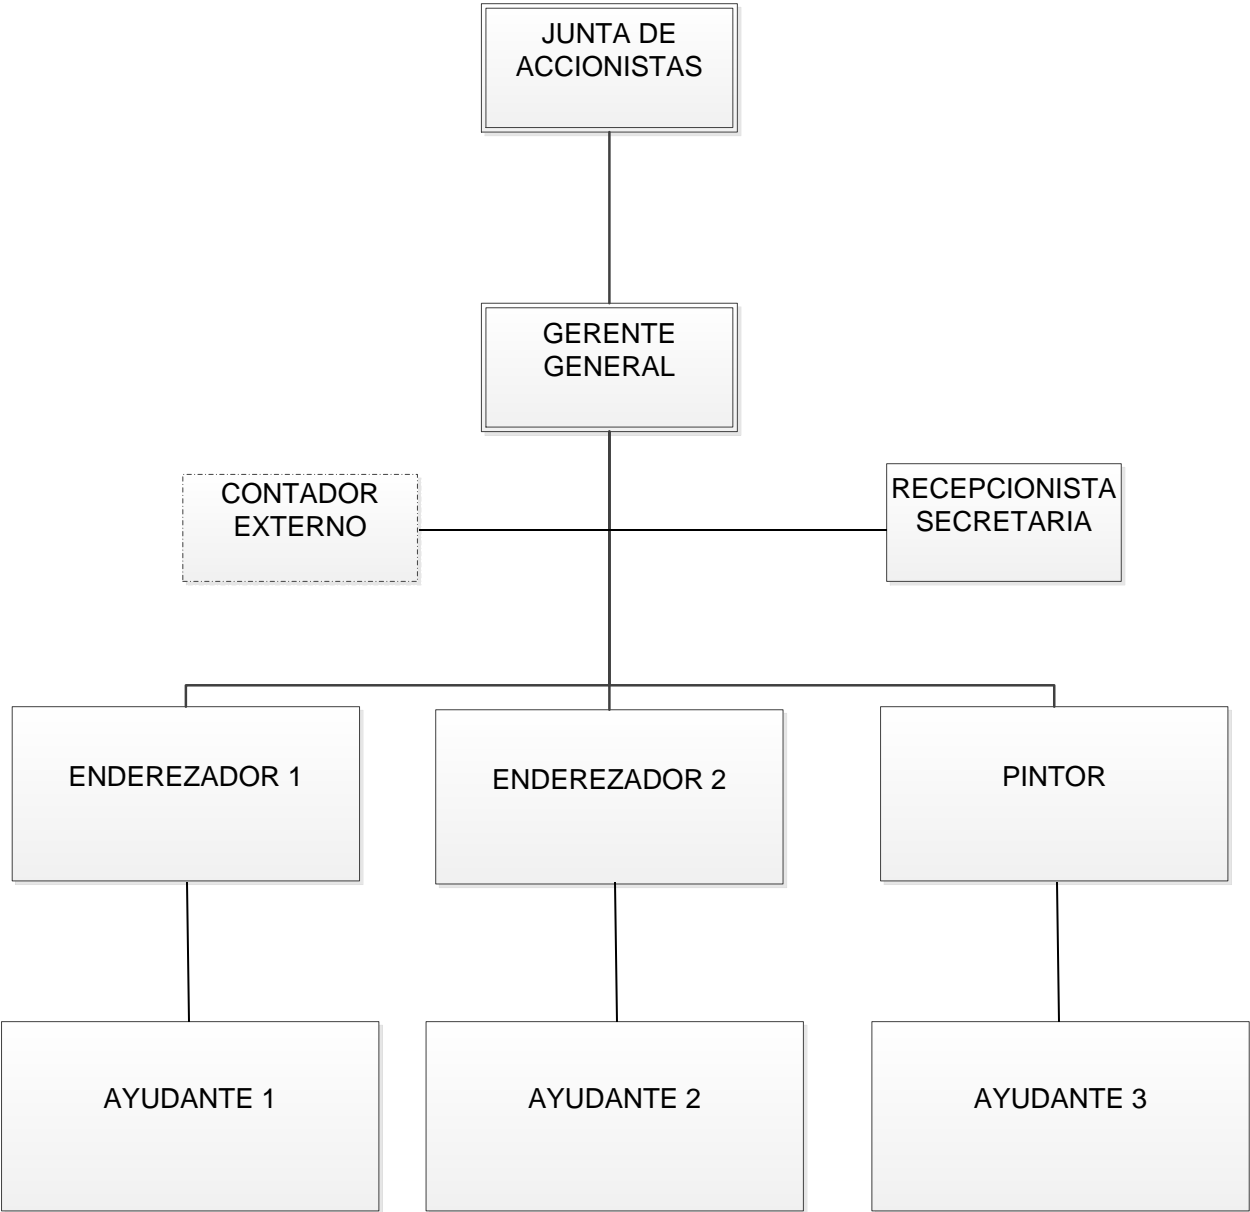 JUNTA DE
ACCIONISTAS
GERENTE
GENERAL
CONTADOR
EXTERNO
RECEPCIONISTA
SECRETARIA
ENDEREZADOR 1
ENDEREZADOR 2
PINTOR
AYUDANTE 1
AYUDANTE 2
AYUDANTE 3